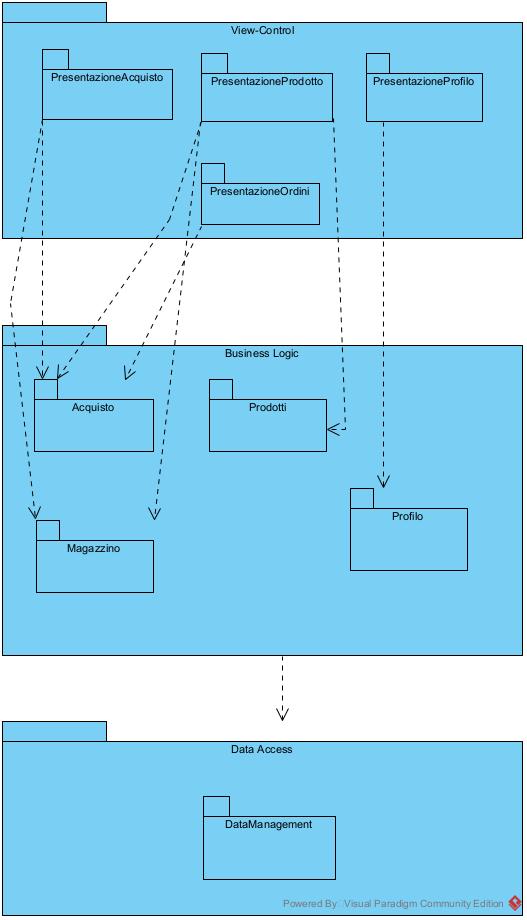 View-Control
PresentazioneAcquisto
PresentazioneProdotto
PresentazioneProfilo
PresentazioneOrdini
Business Logic
Acquisto
Prodotti
Profilo
Magazzino
Data Access
DataManagement
Powered By Visual Paradigm Community Edition